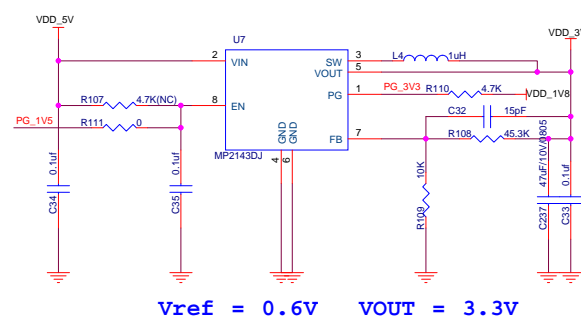 VDD_5V
U7
VDD_3V
2
VIN
SW
3
L4
1uH
VOUT
5
R107
4.7K(NC)
8
EN
PG
1
PG_3V3
R110
4.7K
VDD_1V8
PG_1V5
R111
0
C32
15pF
FB
7
R108
45.3K
GND
GND
MP2143DJ
4
6
0.1uf
C34
0.1uf
C35
10K
R109
47uF/10V/0805
C237
0.1uf
C33
Vref = 0.6V VOUT = 3.3V